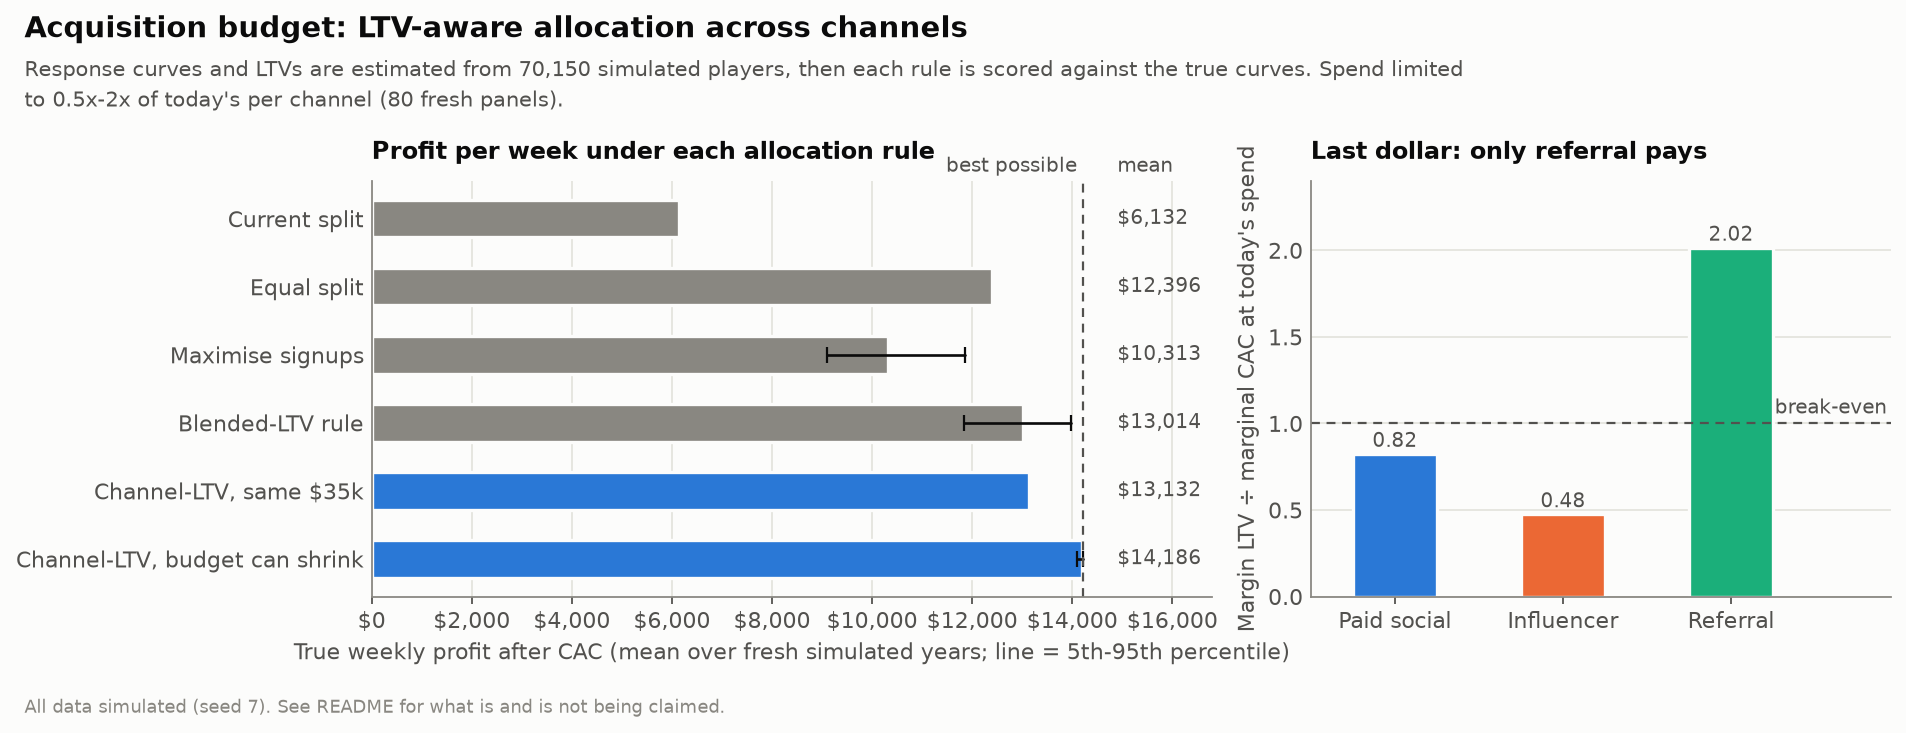 Acquisition budget: LTV-aware allocation across channels
Response curves and LTVs are estimated from 70,150 simulated players, then each rule is scored against the true curves. Spend limited
to 0.5x-2x of today's per channel (80 fresh panels).
Profit per week under each allocation rule
best possible
mean
Current split
$6,132
Equal split
$12,396
Maximise signups
$10,313
Blended-LTV rule
$13,014
Channel-LTV, same $35k
$13,132
Channel-LTV, budget can shrink
$14,186
$0 $2,000 $4,000 $6,000 $8,000 $10,000 $12,000 $14,000 $16,000
True weekly profit after CAC (mean over fresh simulated years; line = 5th-95th percentile)
Last dollar: only referral pays
Margin LTV ÷ marginal CAC at today's spend
2.0
1.5
1.0
0.5
0.0
2.02
break-even
0.82
0.48
Paid social Influencer Referral
All data simulated (seed 7). See README for what is and is not being claimed.